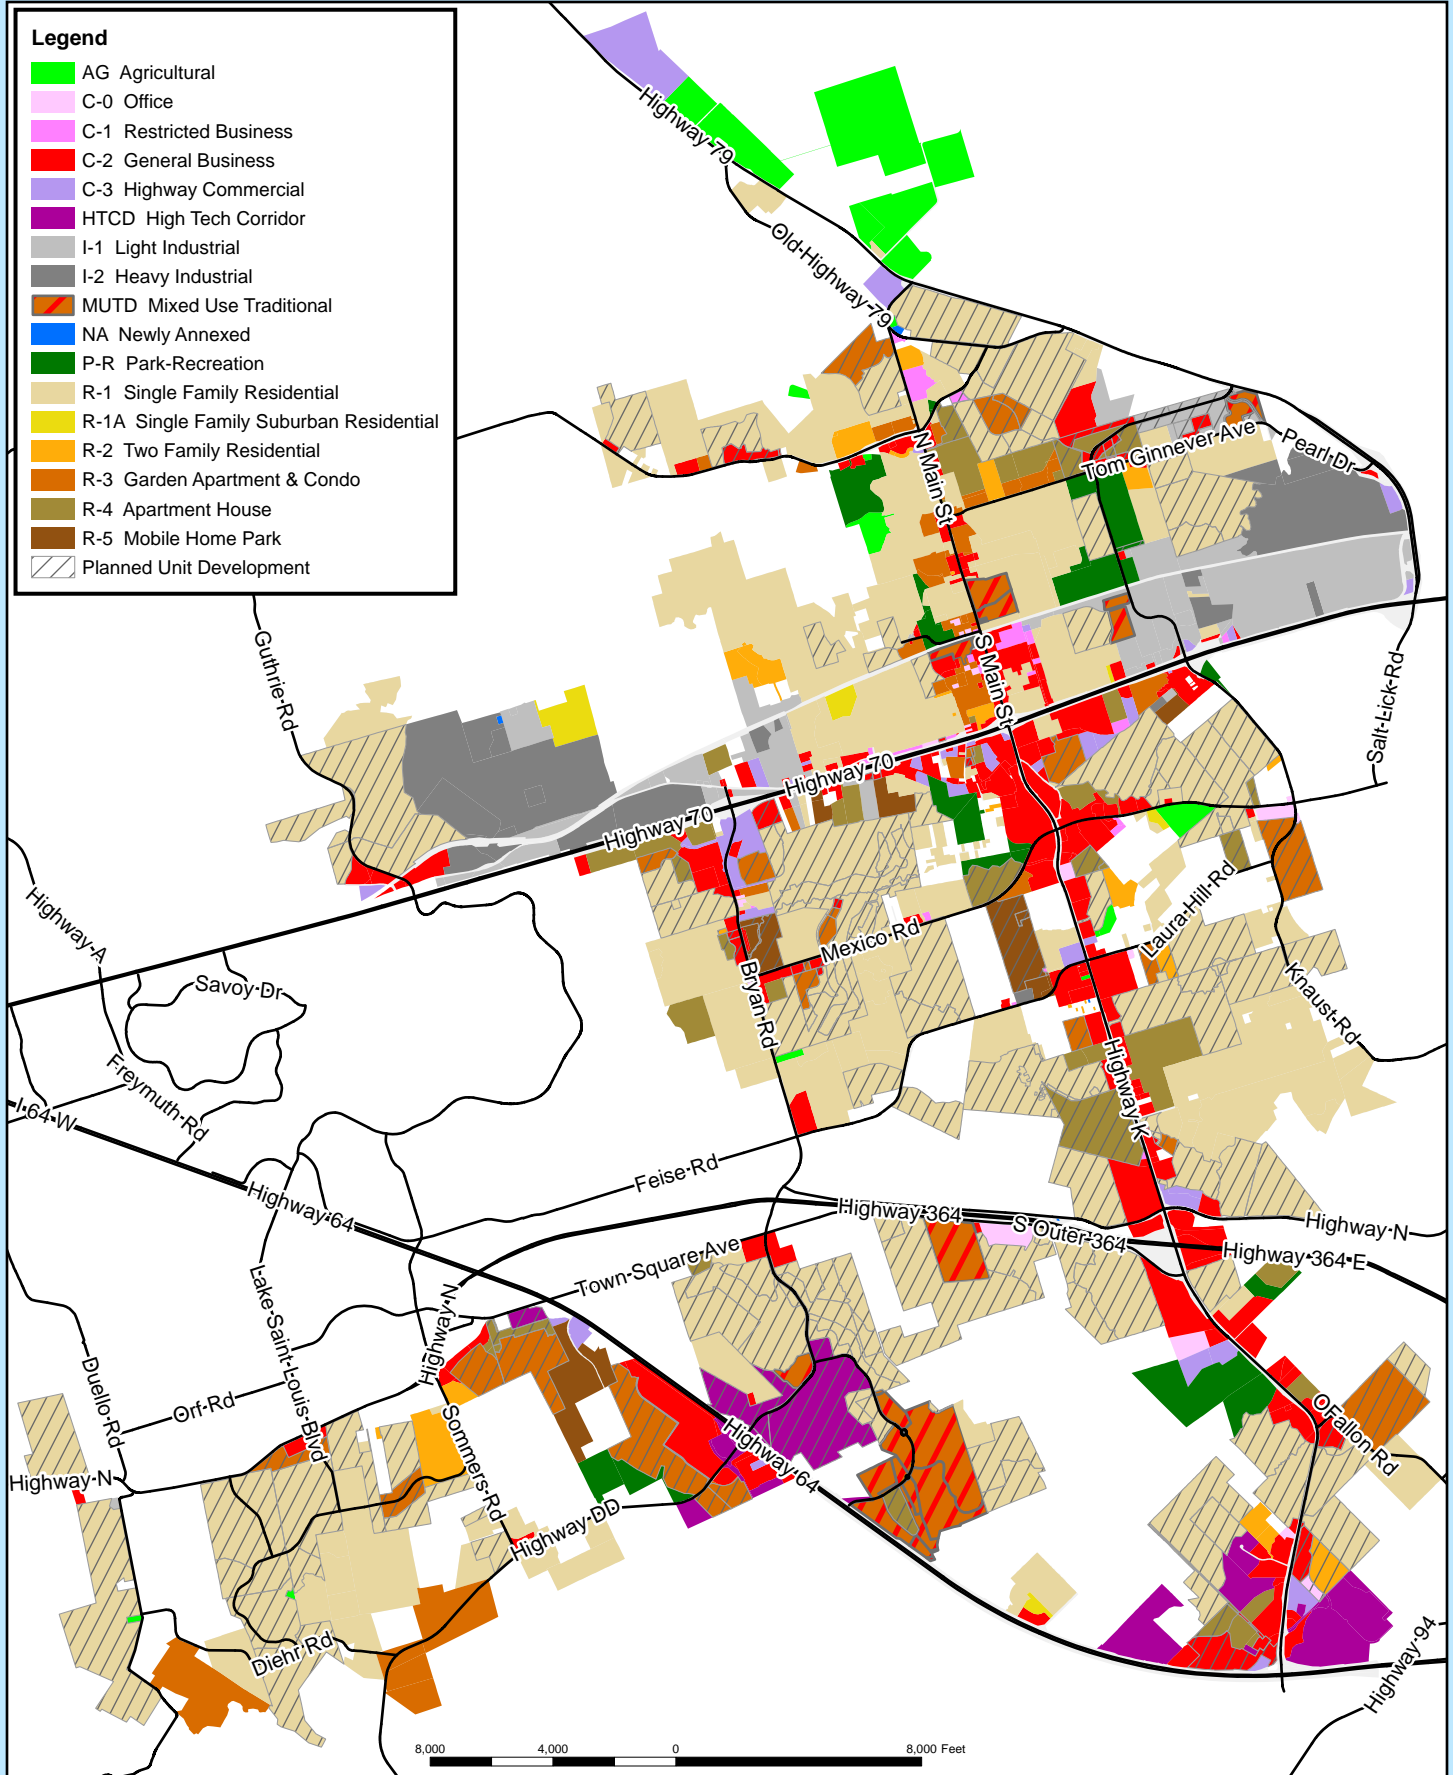 Legend
AG Agricultural
C-0 Office
C-1 Restricted Business
C-2 General Business
C-3 Highway Commercial
HTCD High Tech Corridor
I-1 Light Industrial
I-2 Heavy Industrial
MUTD Mixed Use Traditional
NA Newly Annexed
P-R Park-Recreation
R-1 Single Family Residential
R-1A Single Family Suburban Residential
R-2 Two Family Residential
R-3 Garden Apartment & Condo
R-4 Apartment House
R-5 Mobile Home Park
Planned Unit Development
Highway 79
Old Highway 79
N Main St
Tom Ginnever Ave
Pearl Dr
Guthrie Rd
S Main St
Salt Lick Rd
Highway 70
Highway 70
Highway A
Savoy Dr
Freymuth Rd
I 64 W
Mexico Rd
Bryan Rd
Laura Hill Rd
Knaust Rd
Highway K
Feise Rd
Highway 64
Highway 364
S Outer 364
Highway N
Highway 364 E
Town Square Ave
Lake Saint Louis Blvd
Highway N
Duello Rd
Orf Rd
Sommers Rd
Highway N
Highway 64
OFallon Rd
Highway DD
Diehr Rd
Highway 94
8,000 4,000 0 8,000 Feet